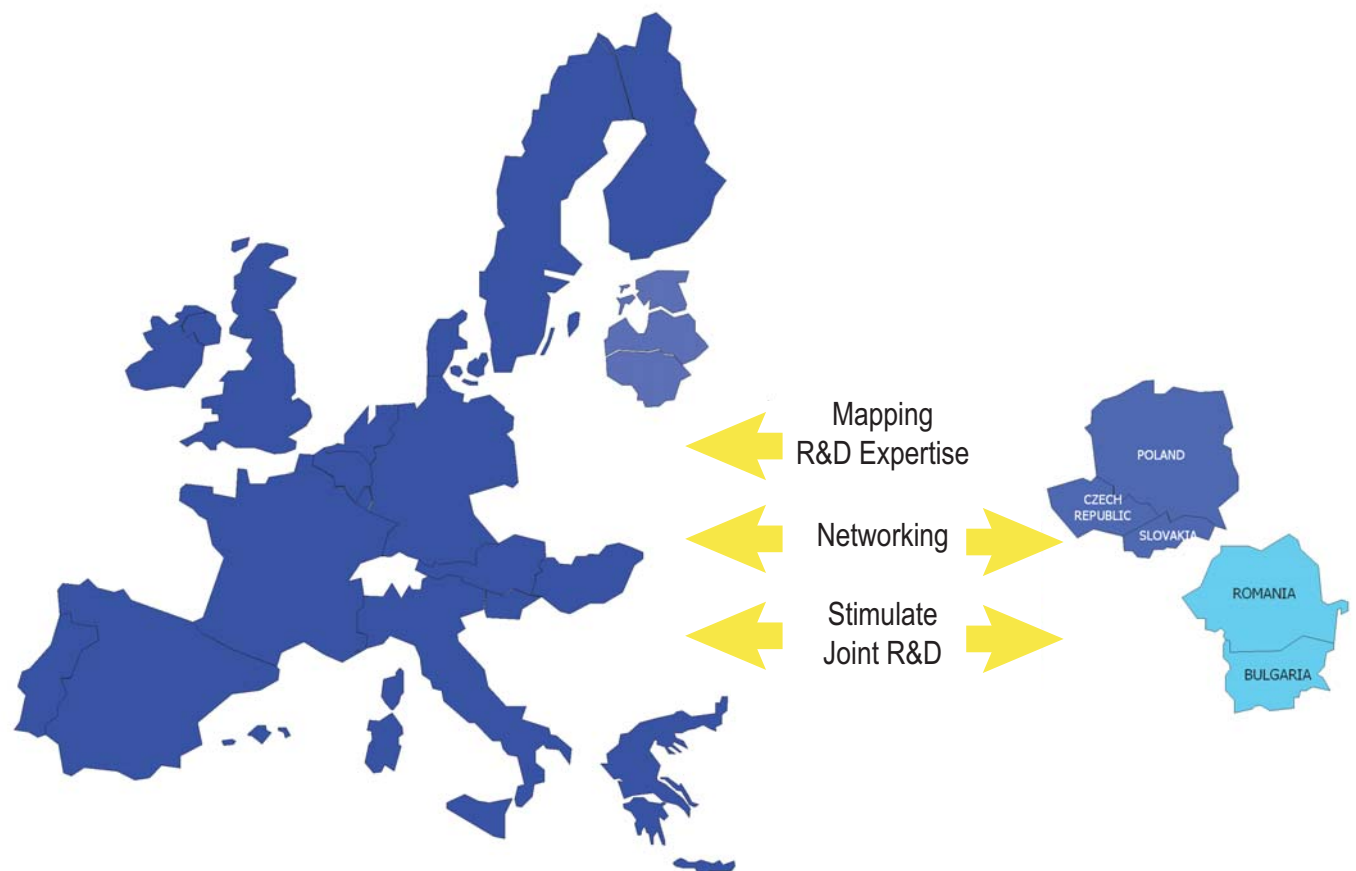 Mapping
R&D Expertise
Networking
Stimulate
Joint R&D
POLAND
CZECH
REPUBLIC
SLOVAKIA
ROMANIA
BULGARIA